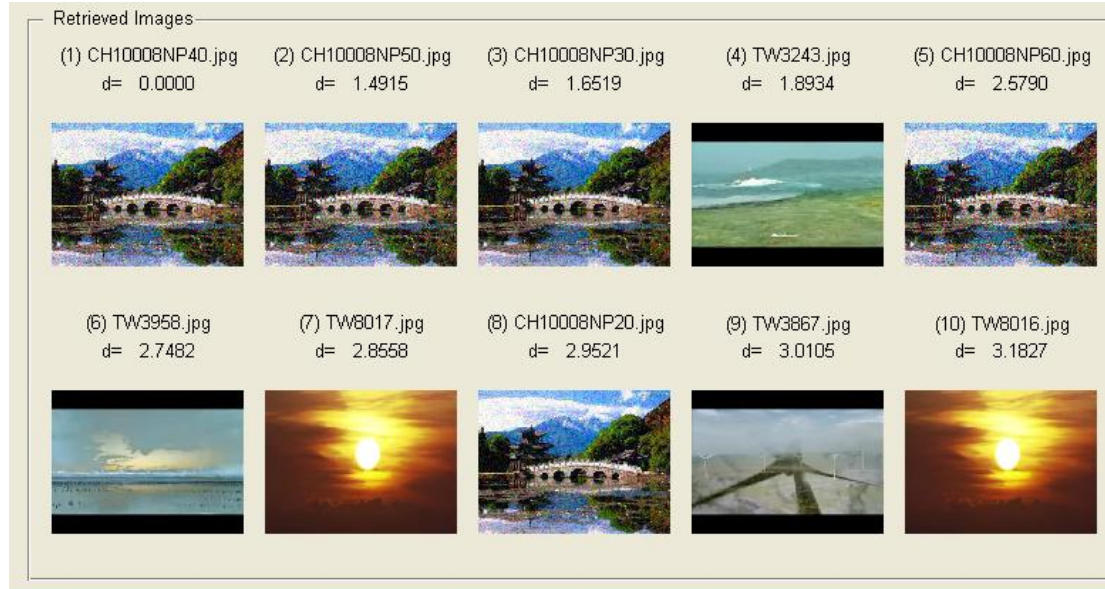 Retrieved Images
(1) CH10008NP40.jpg
d= 0.0000
(2) CH10008NP50.jpg
d= 1.4915
(3) CH10008NP30.jpg
d= 1.6519
(4) TW3243.jpg
d= 1.8934
(5) CH10008NP60.jpg
d= 2.5790
(6) TW3958.jpg
d= 2.7482
(7) TW8017.jpg
d= 2.8558
(8) CH10008NP20.jpg
d= 2.9521
(9) TW3867.jpg
d= 3.0105
(10) TW8016.jpg
d= 3.1827